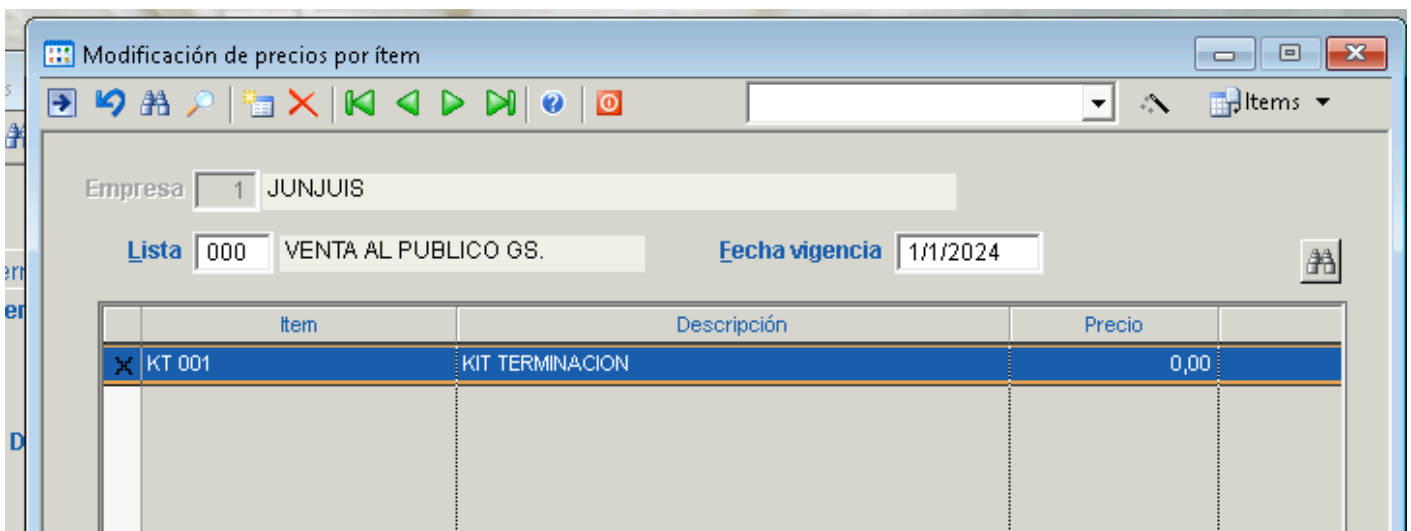 Modificación de precios por ítem
Items
Empresa 1 JUNJUIS
Lista 000 VENTA AL PUBLICO GS. Fecha vigencia 1/1/2024
Item Descripción Precio
KT 001 KIT TERMINACION 0,00